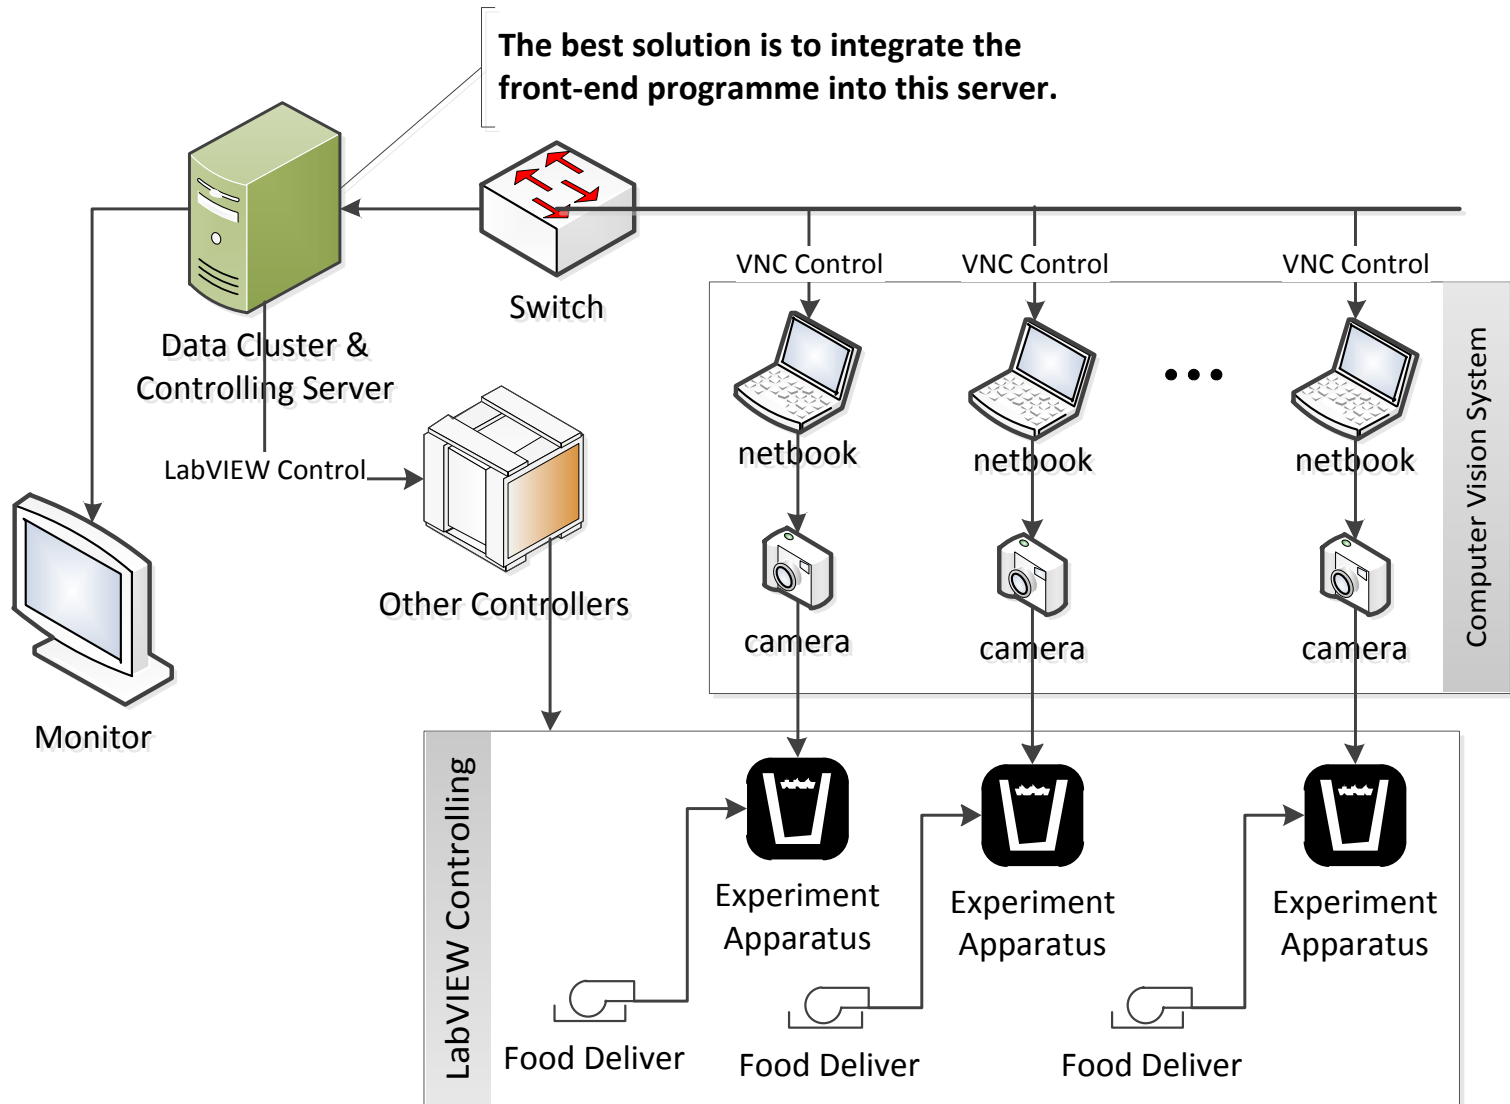 The best solution is to integrate the
front-end programme into this server.
Switch
VNC Control
VNC Control
VNC Control
Data Cluster &
Controlling Server
LabVIEW Control
netbook
netbook
netbook
Computer Vision System
Other Controllers
camera
camera
camera
Monitor
LabVIEW Controlling
Experiment
Apparatus
Experiment
Apparatus
Experiment
Apparatus
Food Deliver
Food Deliver
Food Deliver